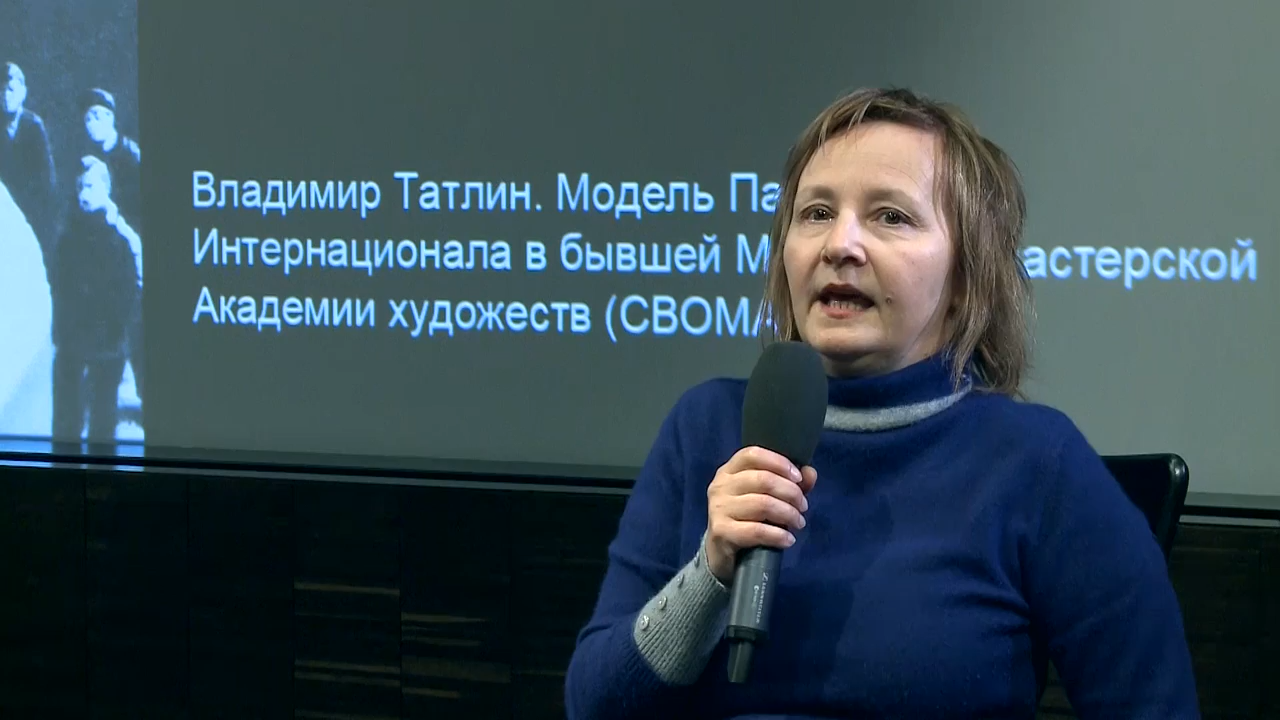 Владимир Татлин. Модель Па
Интернационала в бывшей М астерской
Академии художеств (СВОМА